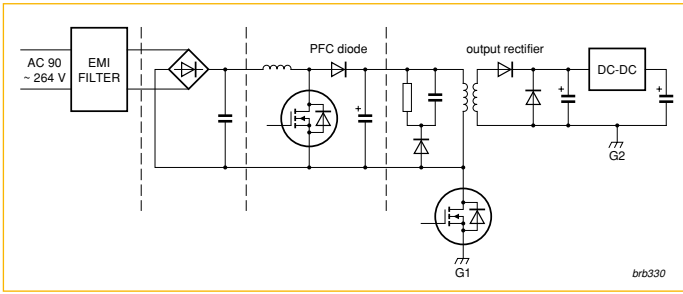 AC 90
~ 264 V
EMI
FILTER
PFC diode
+
output rectifier
+
DC-DC
+
G2
G1
brb330